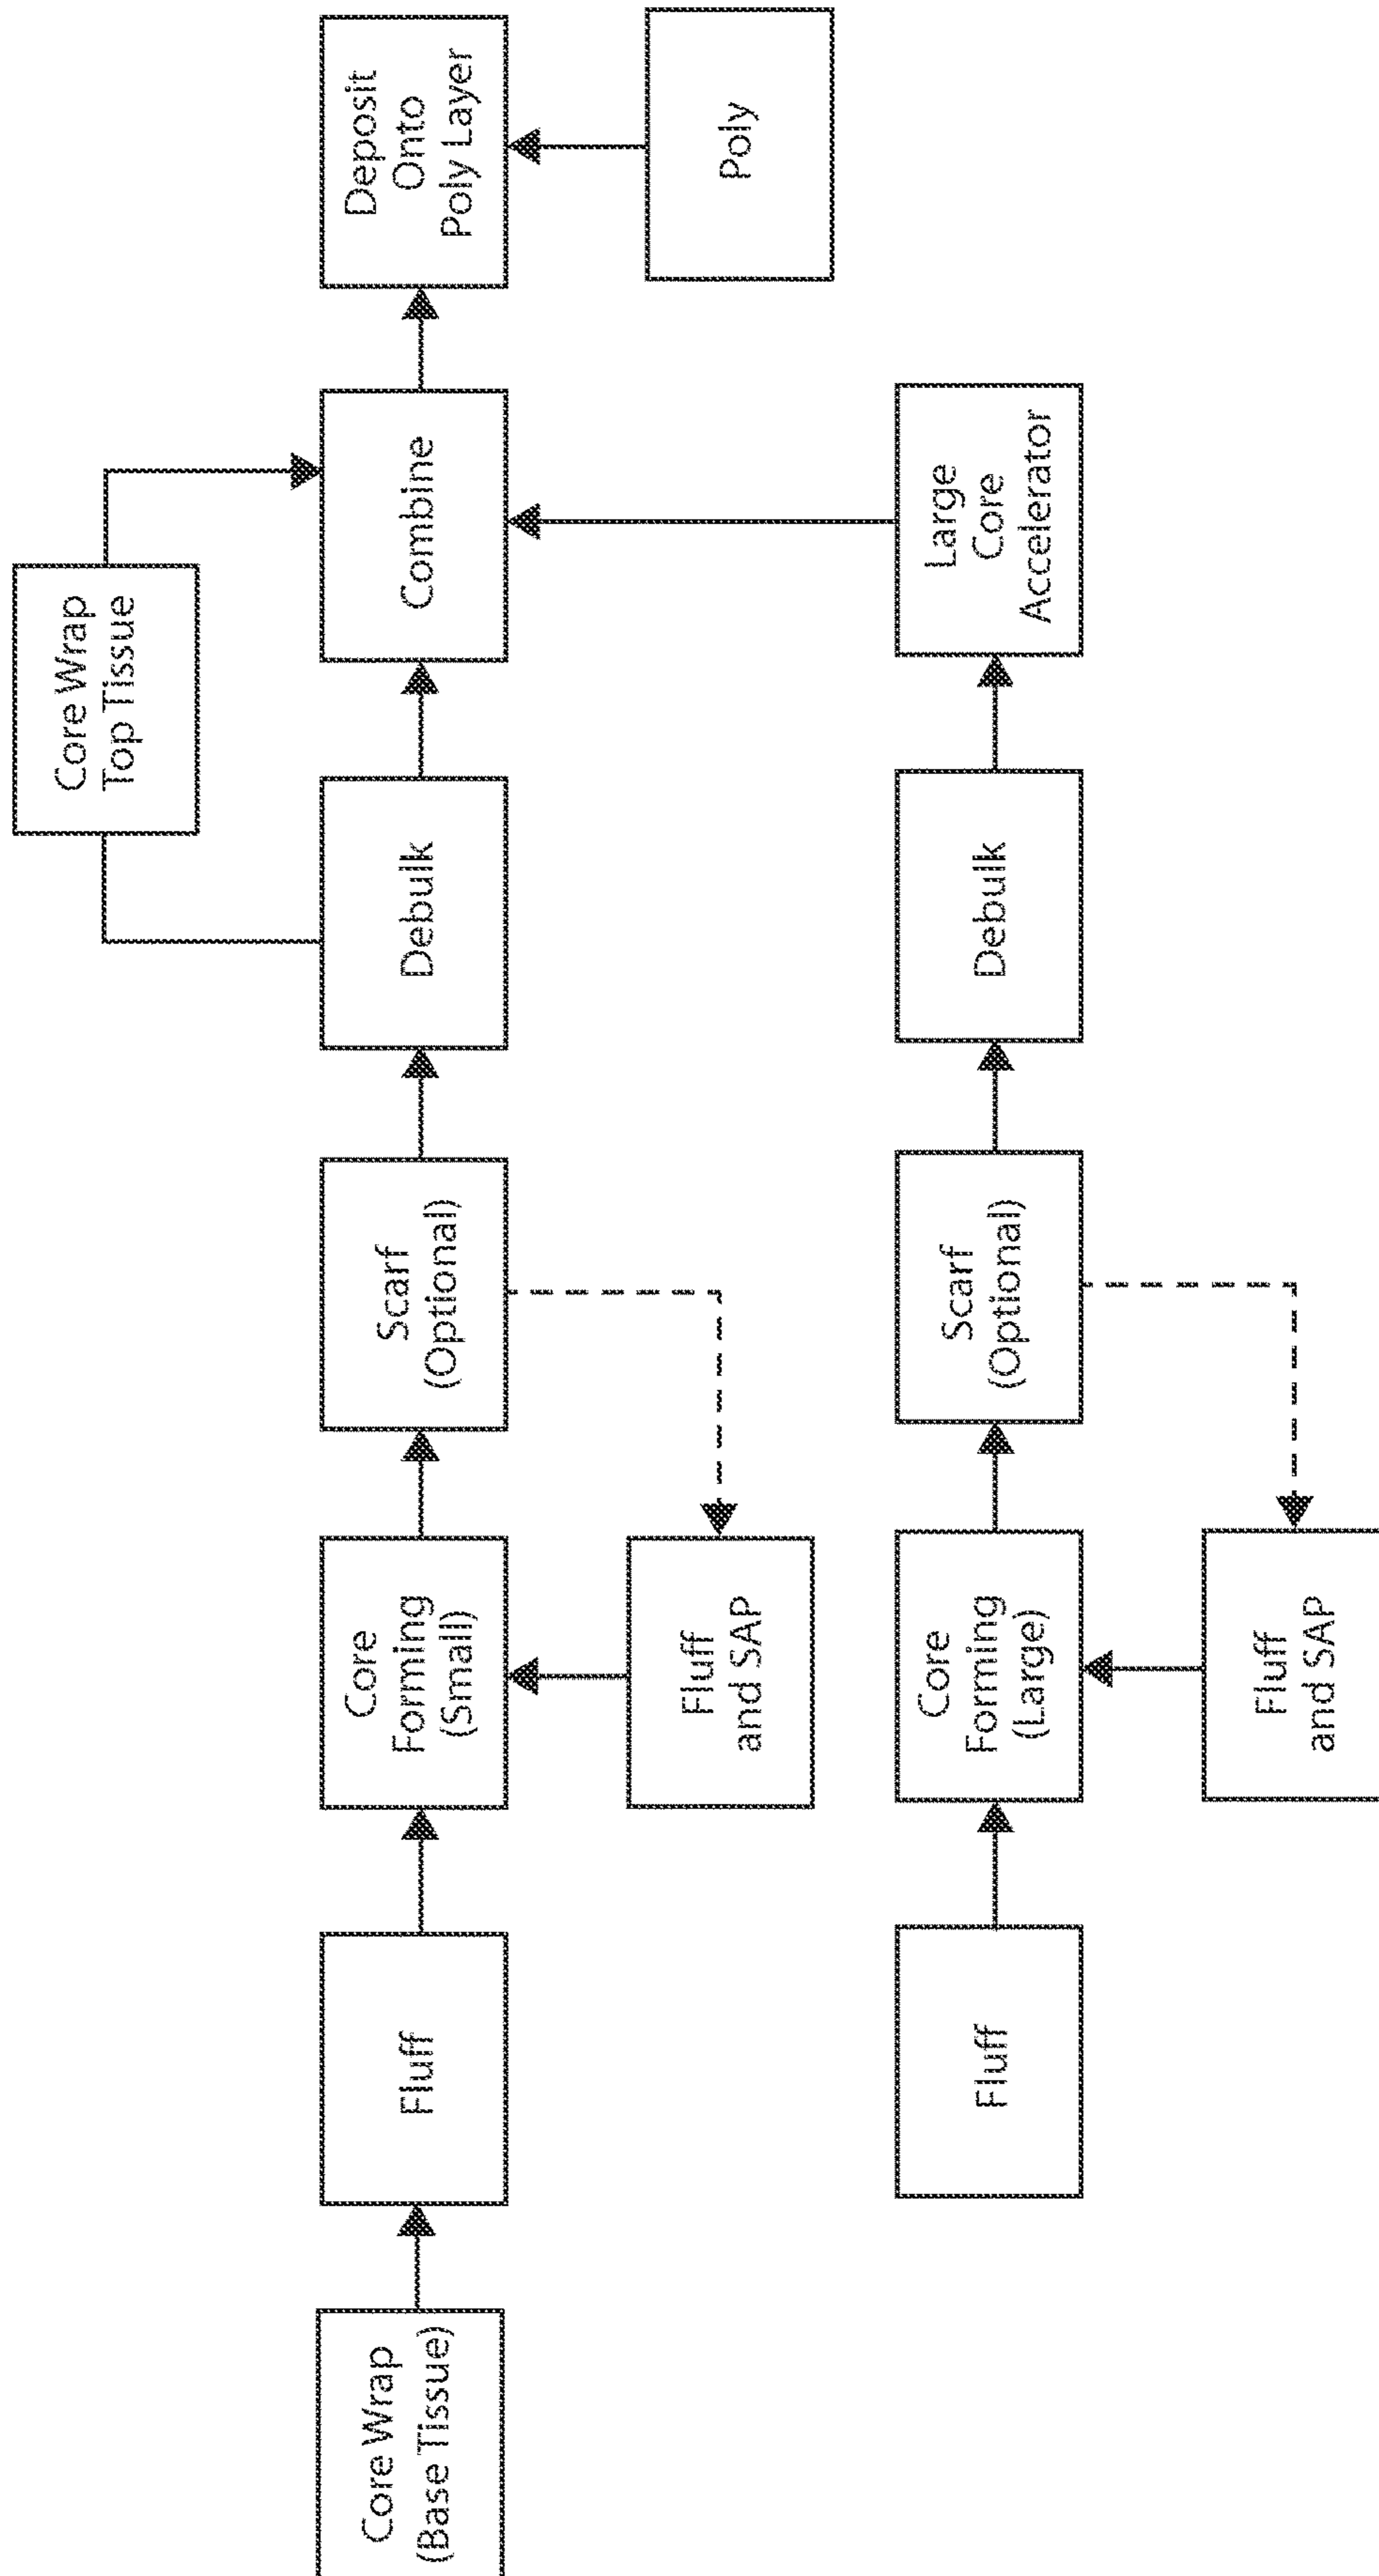 Core Wrap
Top Tissue
Core Wrap
(Base Tissue)
Fluff
Core
Forming
(Small)
Scarf
(Optional)
Debulk
Combine
Deposit
Onto
Poly Layer
Fluff
and SAP
Poly
Fluff
Core
Forming
(Large)
Scarf
(Optional)
Debulk
Large
Core
Accelerator
Fluff
and SAP